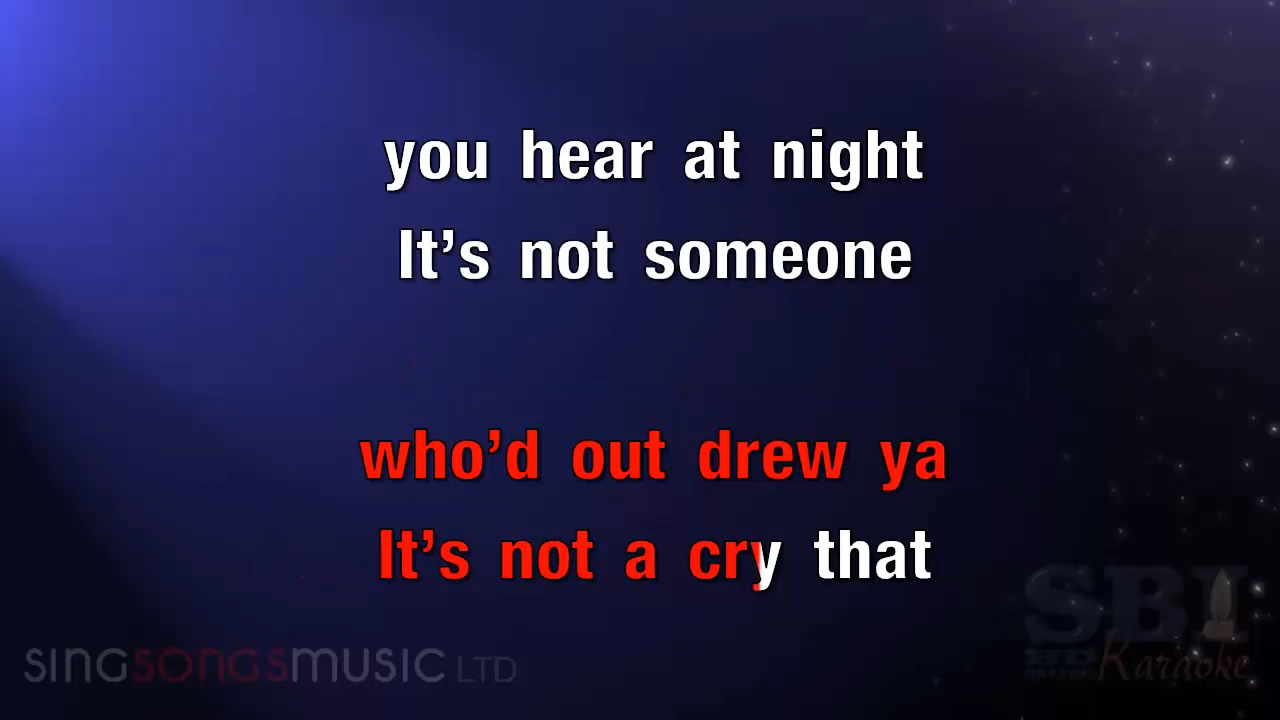 you hear at night
It’s not someone
who’d out drew ya
It’s not a cry that
SBI
HD
Karaoke
SINGSONGSMUSIC LTD